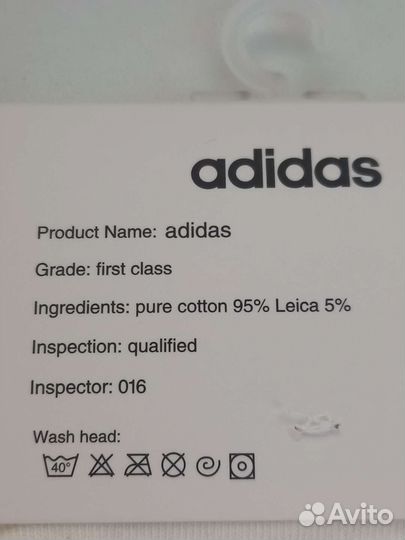 adidas
Product Name: adidas
Grade: first class
Ingredients: pure cotton 95% Leica 5%
Inspection: qualified
Inspector: 016
Wash head:
40°
Avito